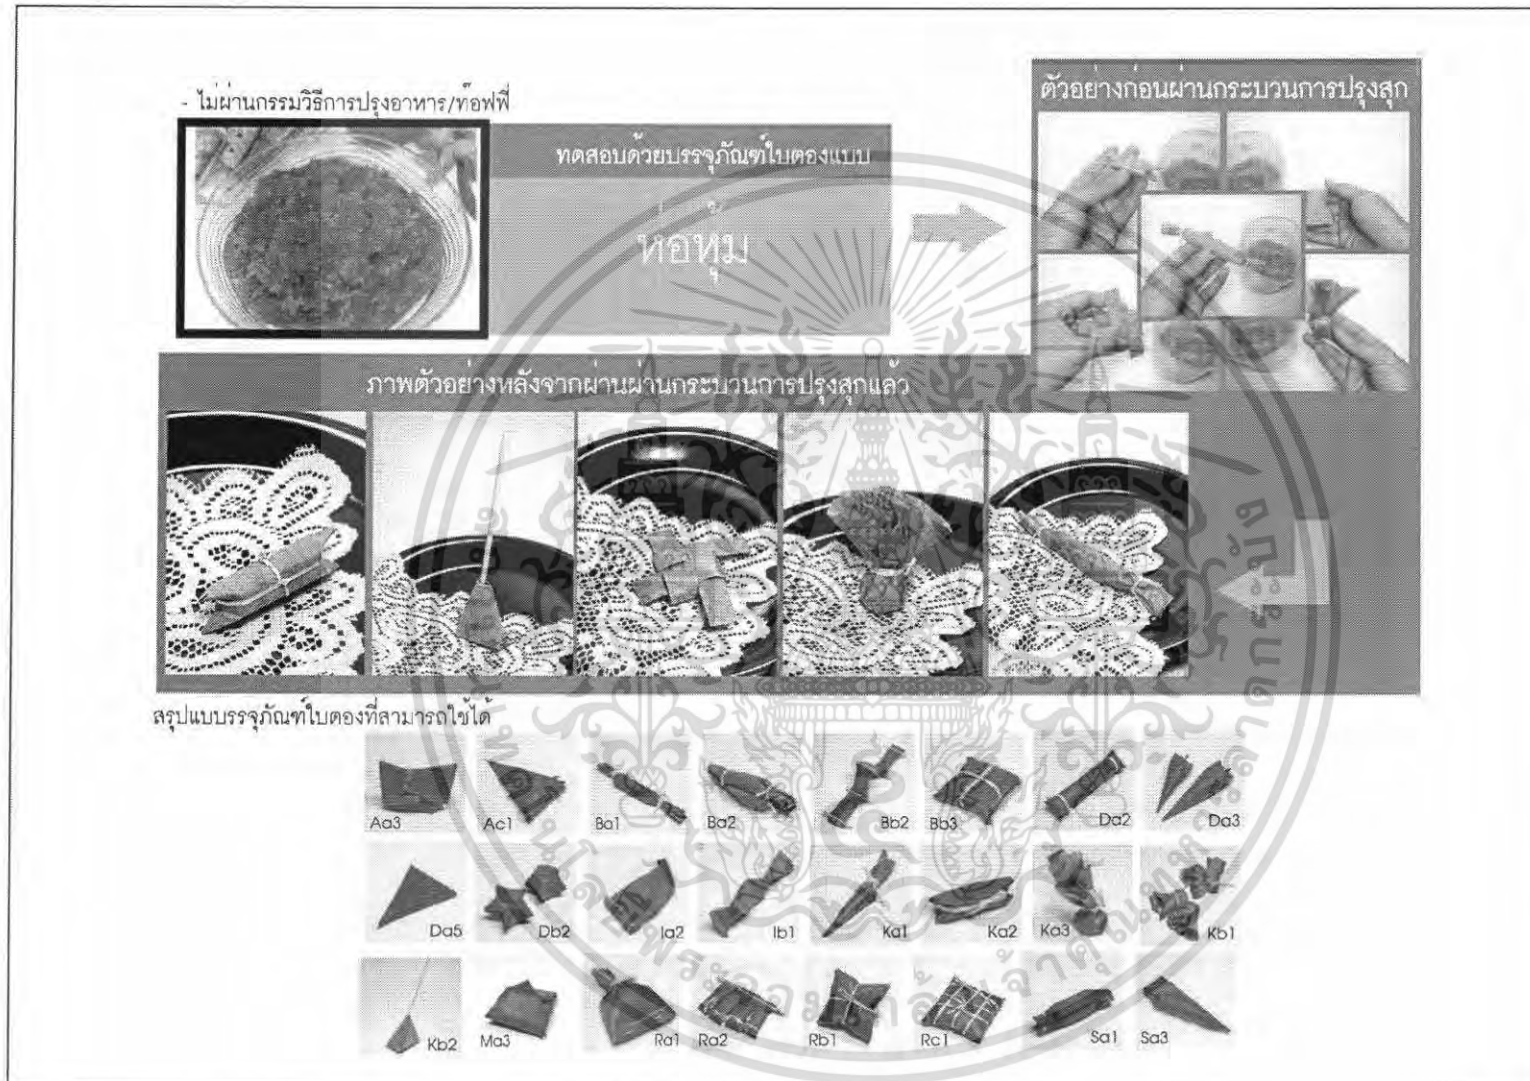 - ไม่ผ่านกรรมวิธีการปรุงอาหาร/ท๊อฟฟี่
ทดสอบด้วยบรรจุภัณฑ์ใบตองแบบ
ห่อหุ้ม
ตัวอย่างก่อนผ่านกระบวนการปรุงสุก
ภาพตัวอย่างหลังจากผ่านผ่านกระบวนการปรุงสุกแล้ว
สรุปแบบรรจุภัณฑ์ใบตองที่สามารถใช้ได้
Aa3 Ac1 Ba1 Ba2 Bb2 Bb3 Da2 Da3
Da5 Db2 Ia2 Ib1 Ka1 Ka2 Ka3 Kb1
Kb2 Ma3 Ra1 Ra2 Rb1 Rc1 Sa1 Sa3